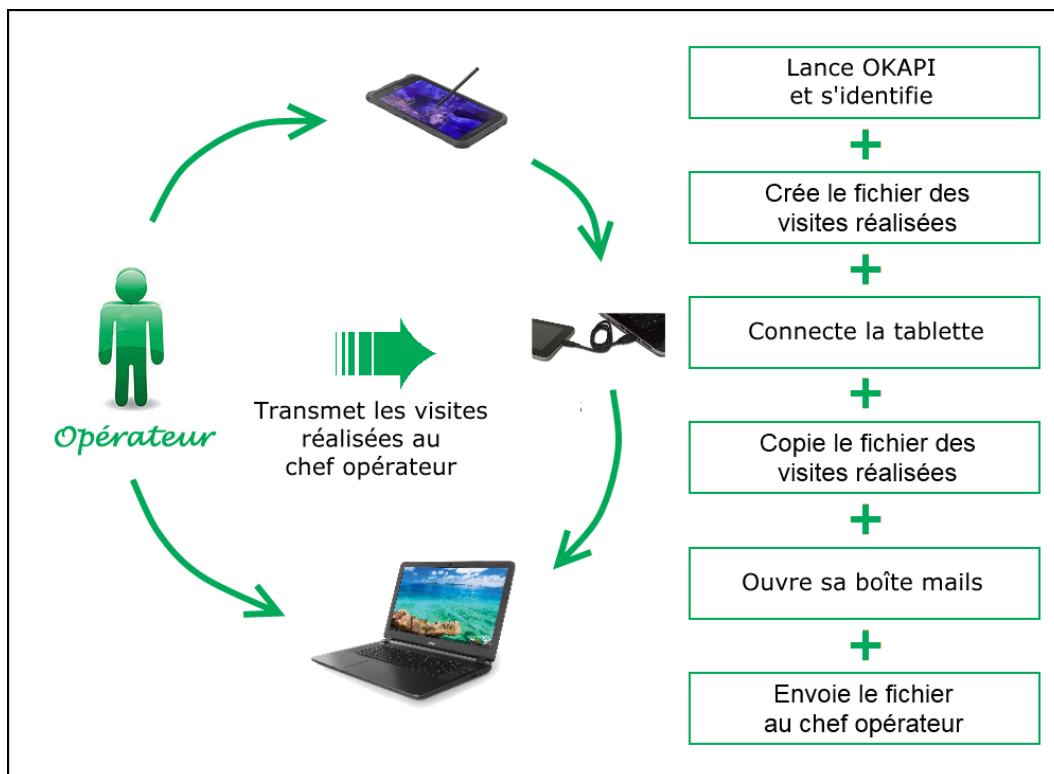 Opérateur
Transmet les visites
réalisées au
chef opérateur
Lance OKAPI
et s'identifie
+
Crée le fichier des
visites réalisées
+
Connecte la tablette
+
Copie le fichier des
visites réalisées
+
Ouvre sa boîte mails
+
Envoie le fichier
au chef opérateur